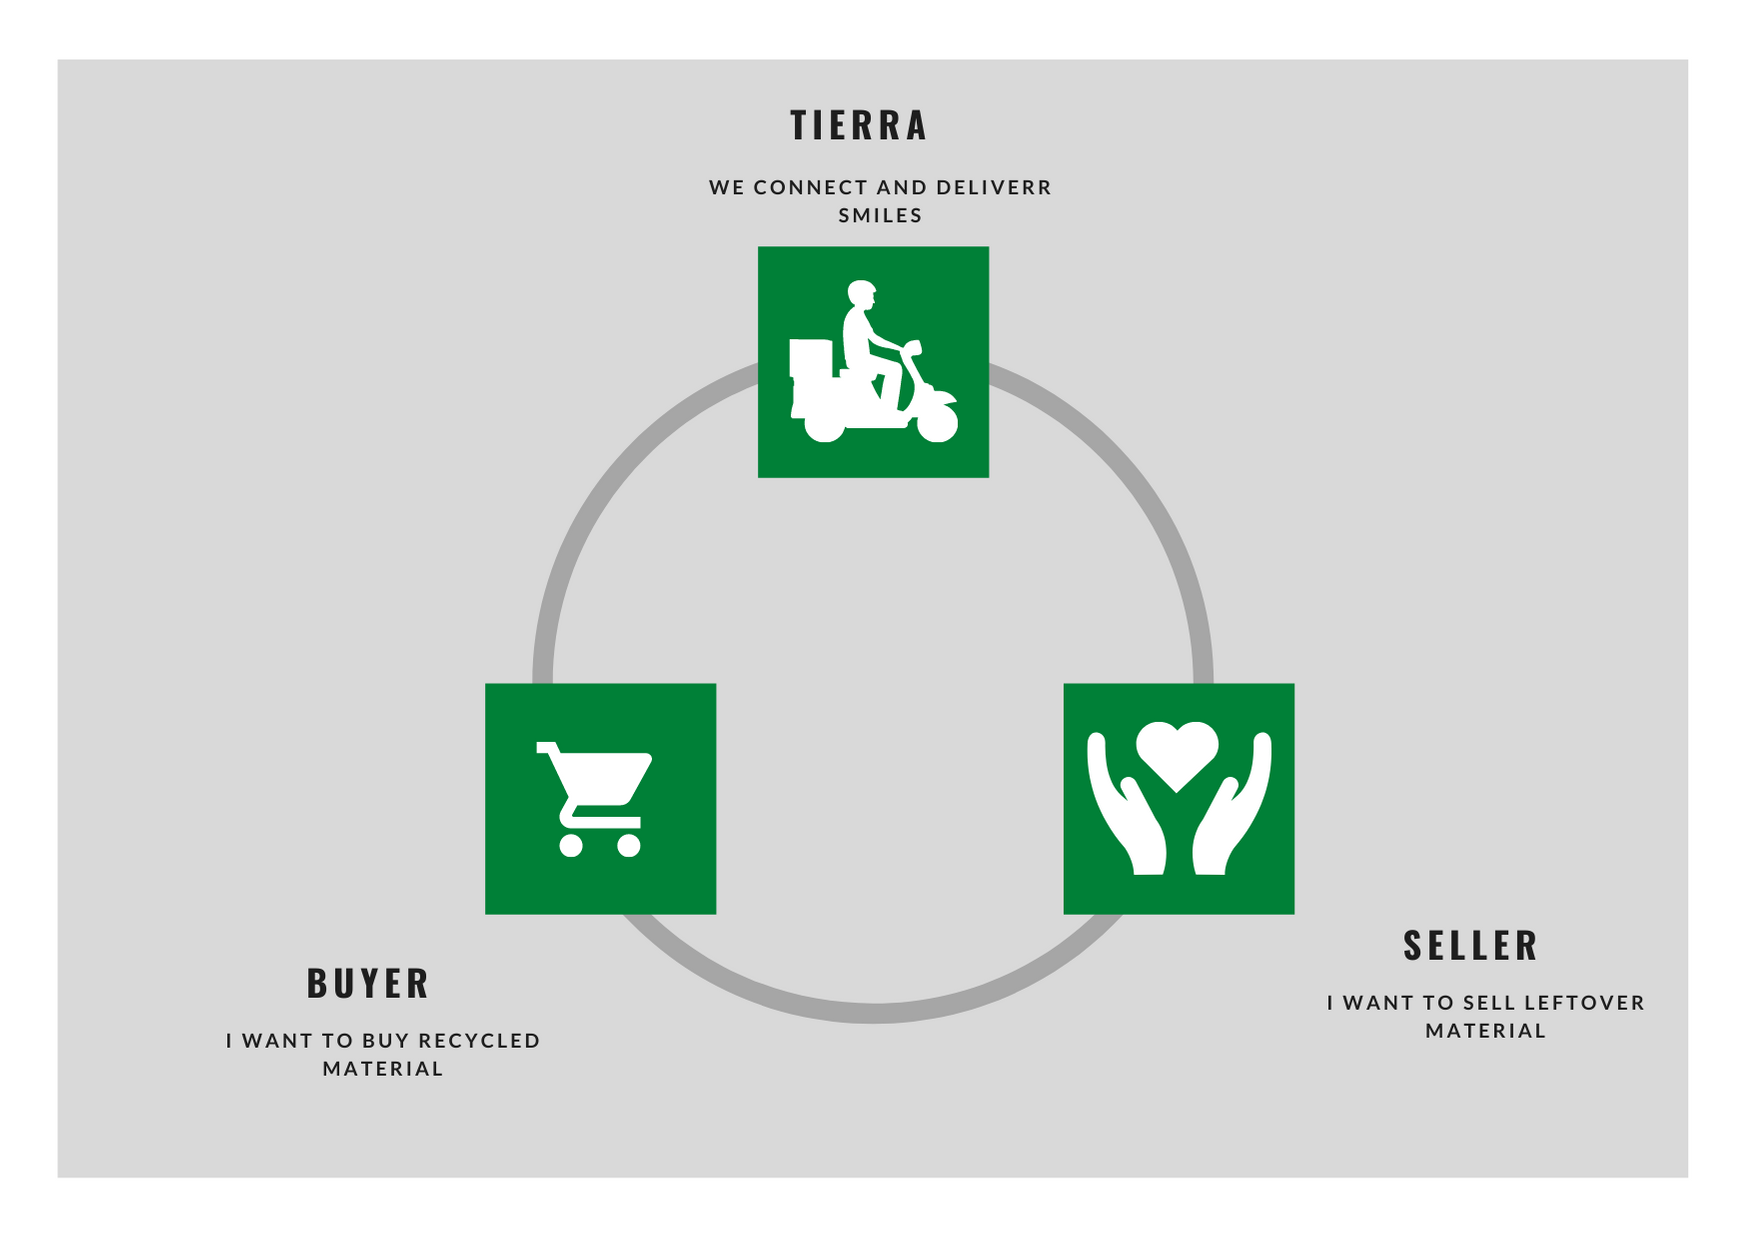 TIERRA
WE CONNECT AND DELIVERR
SMILES
BUYER
I WANT TO BUY RECYCLED
MATERIAL
SELLER
I WANT TO SELL LEFTOVER
MATERIAL